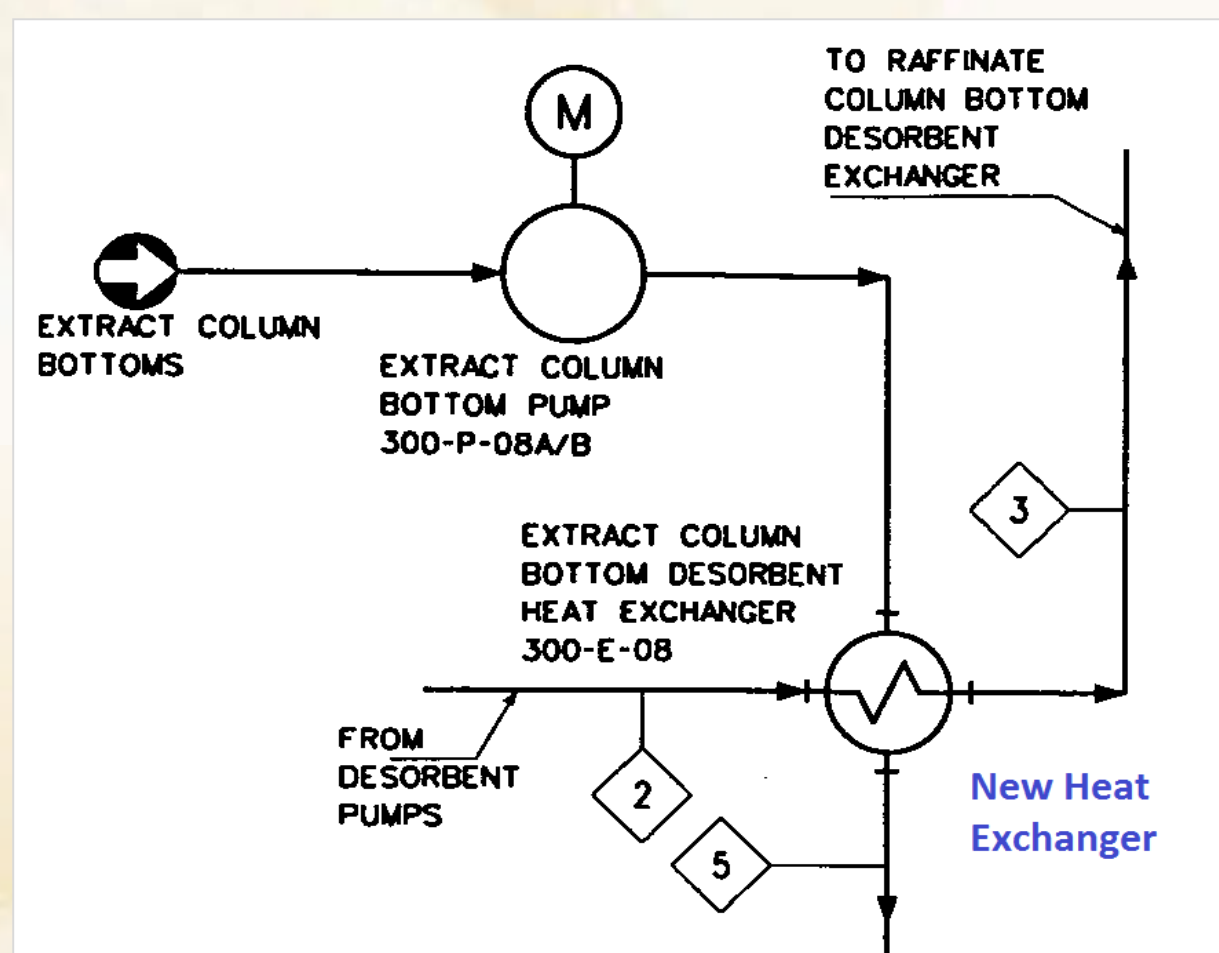 M
TO RAFFINATE
COLUMN BOTTOM
DESORBENT
EXCHANGER
EXTRACT COLUMN
BOTTOMS
EXTRACT COLUMN
BOTTOM PUMP
300-P-08A/B
3
EXTRACT COLUMN
BOTTOM DESORBENT
HEAT EXCHANGER
300-E-08
FROM
DESORBENT
PUMPS
2
5
New Heat
Exchanger